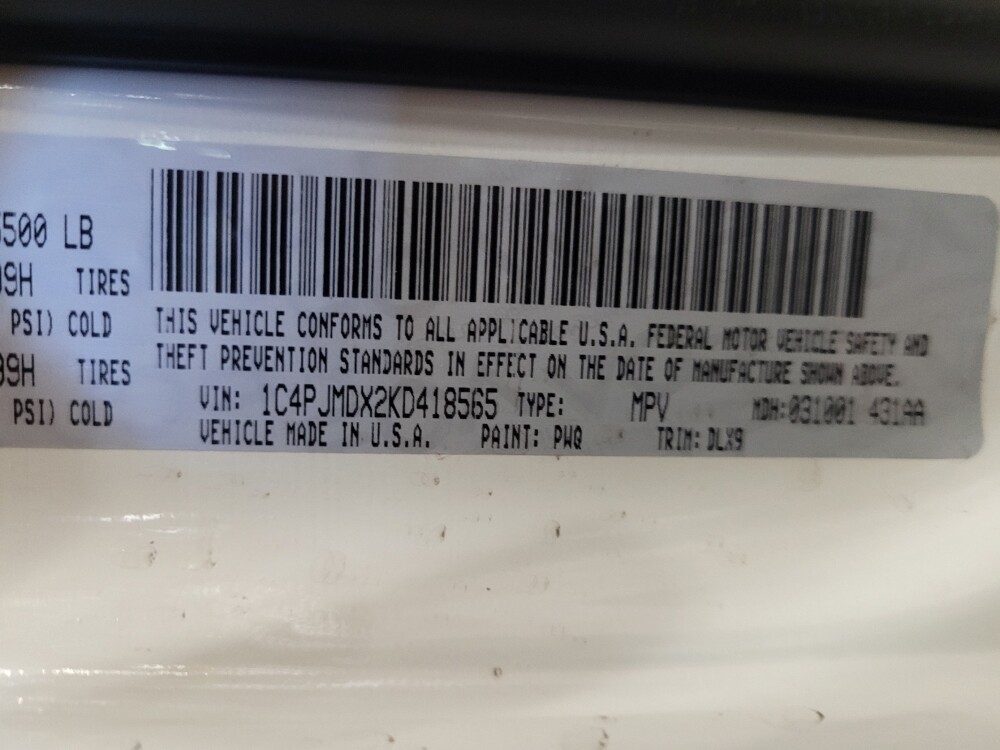 500 LB
9H TIRES
PSI) COLD
99H TIRES
PSI) COLD
THIS VEHICLE CONFORMS TO ALL APPLICABLE U.S.A. FEDERAL MOTOR VEHICLE SAFETY AND
THEFT PREVENTION STANDARDS IN EFFECT ON THE DATE OF MANUFACTURE SHOWN ABOVE.
VIN: 1C4PJMDX2KD418565 TYPE: MPV MDH:031001 431AA
VEHICLE MADE IN U.S.A. PAINT: PWQ TRIM: DLX9